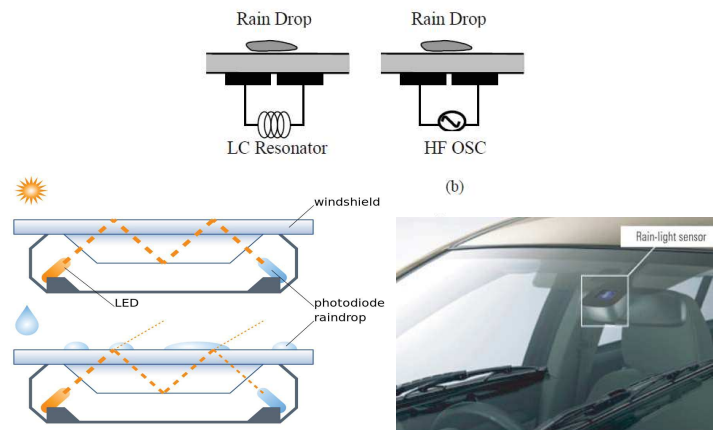 Rain Drop
Rain Drop
LC Resonator
HF OSC
(b)
windshield
Rain-light sensor
LED
photodiode
raindrop